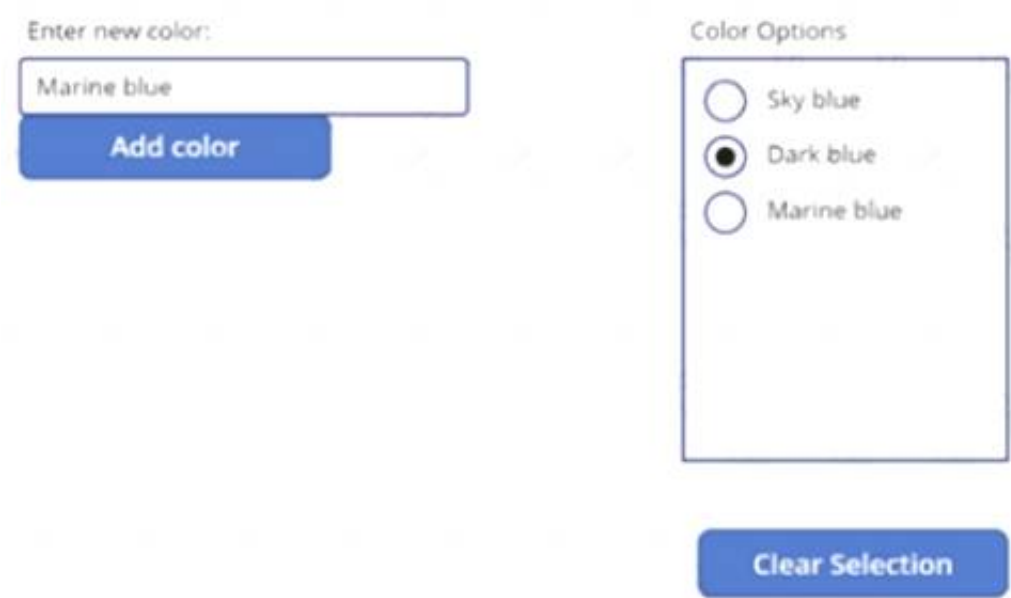 Enter new color:
Marine blue
Add color
Color Options
Sky blue
Dark blue
Marine blue
Clear Selection